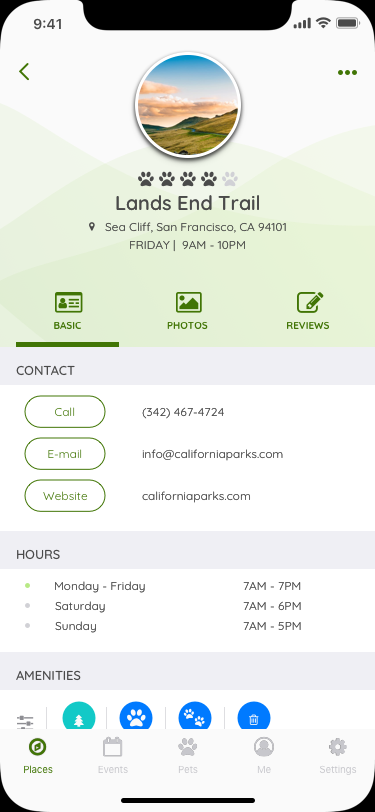 9:41
Lands End Trail
Sea Cliff, San Francisco, CA 94101
FRIDAY | 9AM - 10PM
BASIC PHOTOS REVIEWS
CONTACT
Call (342) 467-4724
E-mail info@californiaparks.com
Website californiaparks.com
HOURS
Monday - Friday 7AM - 7PM
Saturday 7AM - 6PM
Sunday 7AM - 5PM
AMENITIES
Places Events Pets Me Settings